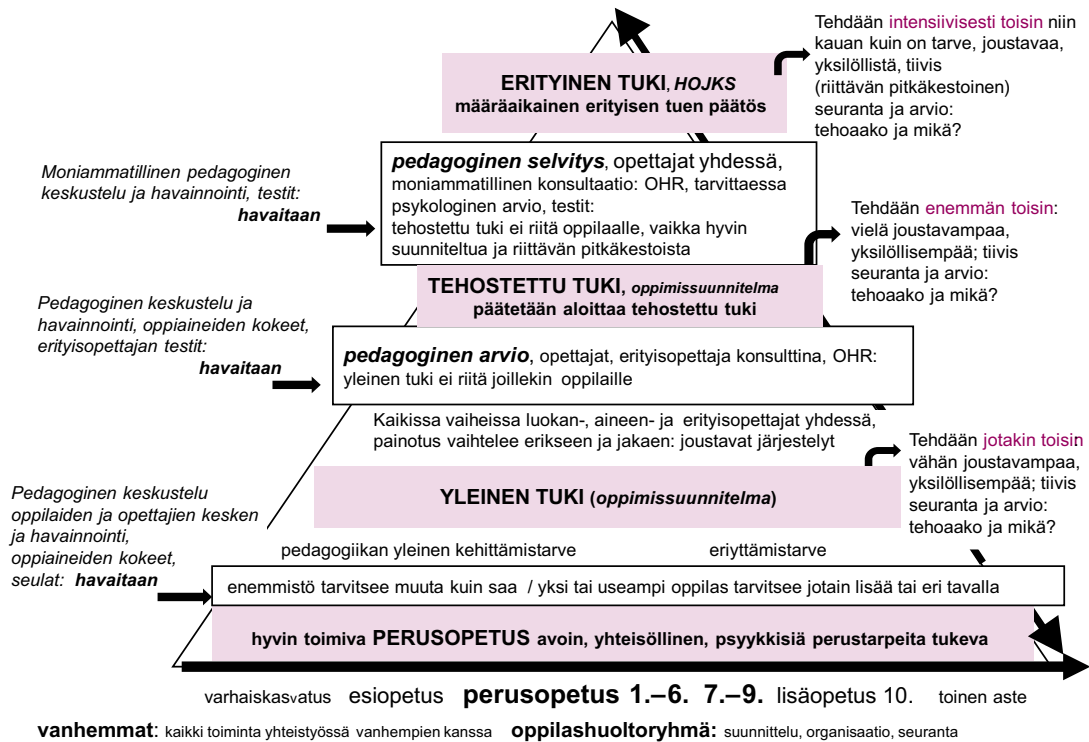 Tehdään intensiivisesti toisin niin
kauan kuin on tarve, joustavaa,
yksilöllistä, tiivis
(riittävän pitkäkestoinen)
seuranta ja arvio:
tehoaako ja mikä?
ERITYINEN TUKI, HOJKS
määräaikainen erityisen tuen päätös
Moniammatillinen pedagoginen
keskustelu ja havainnointi, testit:
havaitaan
pedagoginen selvitys, opettajat yhdessä,
moniammatillinen konsultaatio: OHR, tarvittaessa
psykologinen arvio, testit:
tehostettu tuki ei riitä oppilaalle, vaikka hyvin
suunniteltua ja riittävän pitkäkestoista
Tehdään enemmän toisin:
vielä joustavampaa,
yksilöllisempää; tiivis
seuranta ja arvio:
tehoaako ja mikä?
TEHOSTETTU TUKI, oppimissuunnitelma
päätetään aloittaa tehostettu tuki
Pedagoginen keskustelu ja
havainnointi, oppiaineiden kokeet,
erityisopettajan testit:
havaitaan
pedagoginen arvio, opettajat, erityisopettaja konsulttina, OHR:
yleinen tuki ei riitä joillekin oppilaille
Kaikissa vaiheissa luokan-, aineen- ja erityisopettajat yhdessä,
painotus vaihtelee erikseen ja jakaen: joustavat järjestelyt
Tehdään jotakin toisin
vähän joustavampaa,
yksilöllisempää; tiivis
seuranta ja arvio:
tehoaako ja mikä?
YLEINEN TUKI (oppimissuunnitelma)
Pedagoginen keskustelu
oppilaiden ja opettajien kesken
ja havainnointi,
oppiaineiden kokeet,
seulat: havaitaan
pedagogiikan yleinen kehittämistarve eriyttämistarve
enemmistö tarvitsee muuta kuin saa / yksi tai useampi oppilas tarvitsee jotain lisää tai eri tavalla
hyvin toimiva PERUSOPETUS avoin, yhteisöllinen, psyykkisiä perustarpeita tukeva
varhaiskasvatus esiopetus perusopetus 1.–6. 7.–9. lisäopetus 10. toinen aste
vanhemmat: kaikki toiminta yhteistyössä vanhempien kanssa oppilashuoltoryhmä: suunnittelu, organisaatio, seuranta